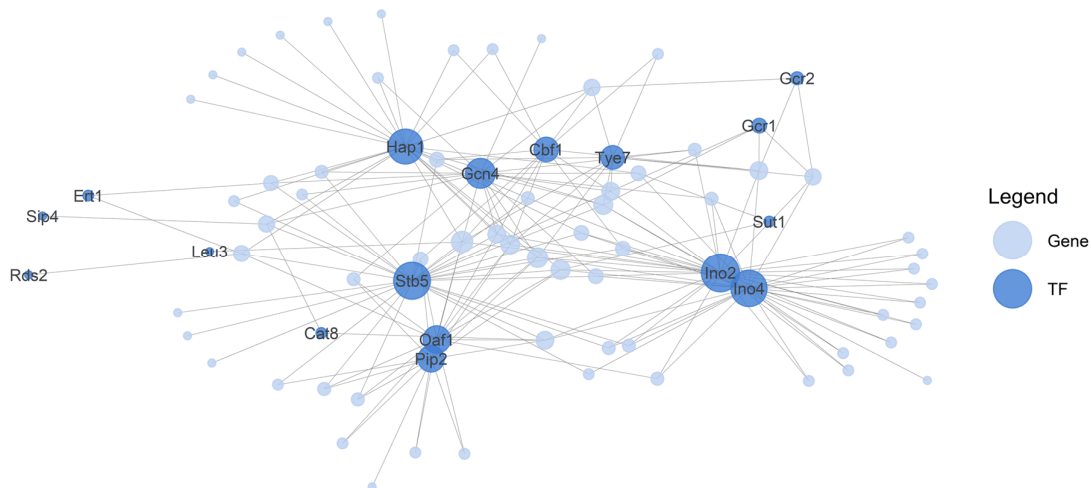 Gcr2
Gcr1
Hap1
Cbf1
Tye7
Gcn4
Ert1
Sip4
Sut1
Leu3
Rds2
Stb5
Ino2
Ino4
Cat8
Oaf1
Pip2
Legend
Gene
TF